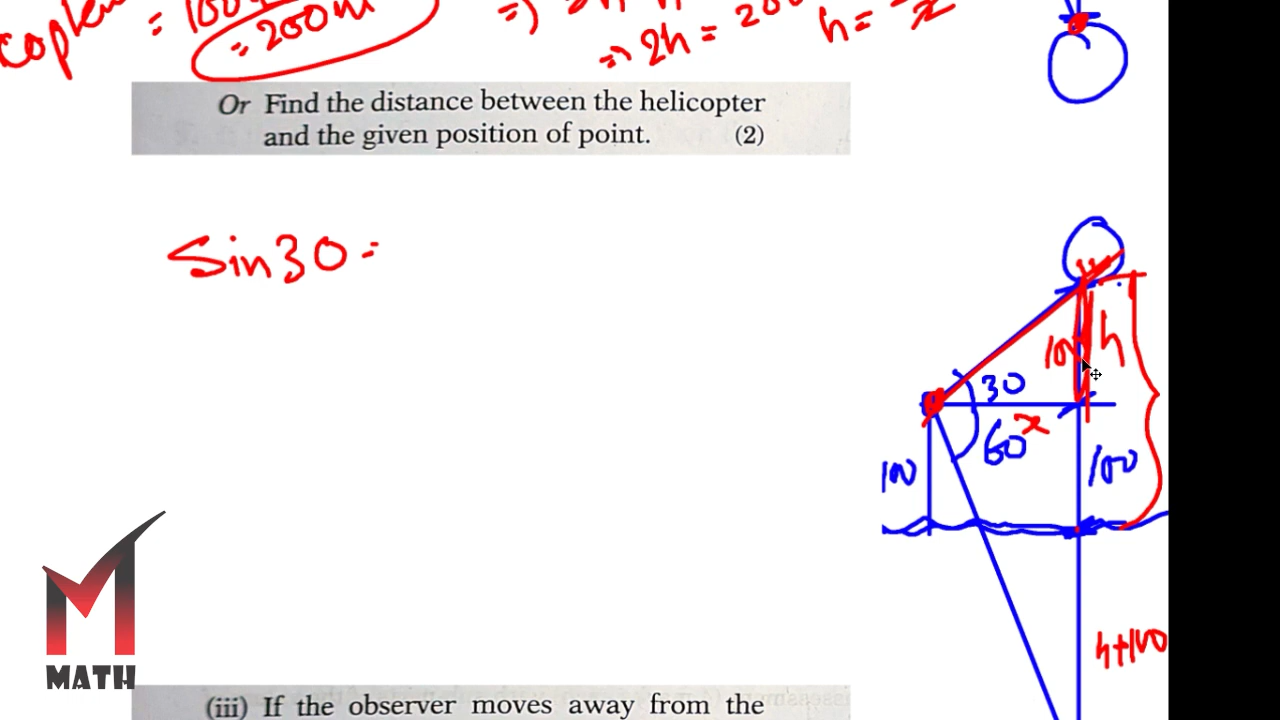 = 200m
⇒ 2h = 200
h =
Or Find the distance between the helicopter
and the given position of point. (2)
Sin30 =
30
60
x
h
100
100
h+100
MATH
(iii) If the observer moves away from the